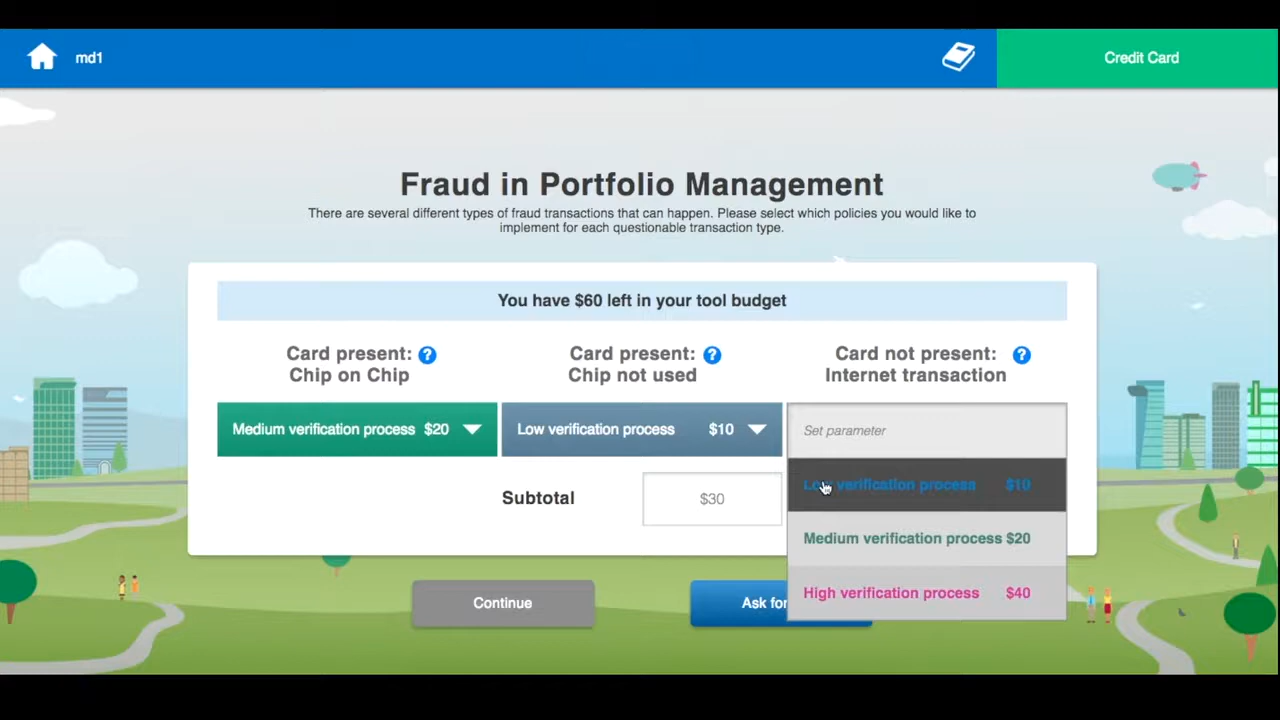 md1
Credit Card
Fraud in Portfolio Management
There are several different types of fraud transactions that can happen. Please select which policies you would like to
implement for each questionable transaction type.
You have $60 left in your tool budget
Card present: ?
Chip on Chip
Card present: ?
Chip not used
Card not present: ?
Internet transaction
Medium verification process $20
Low verification process $10
Set parameter
Low verification process $10
Medium verification process $20
High verification process $40
Subtotal
$30
Continue
Ask for